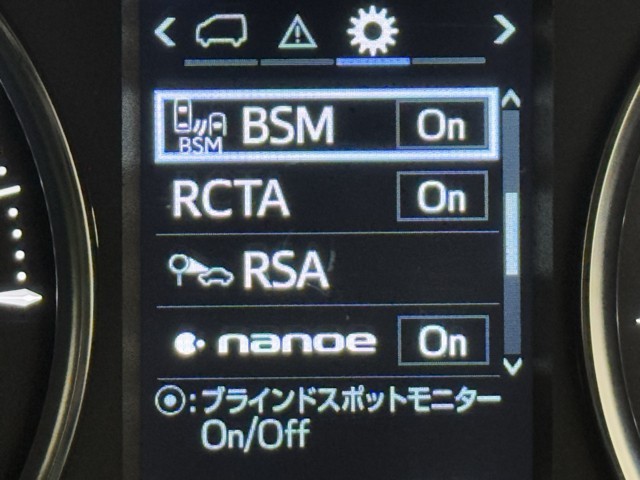 BSM BSM On
RCTA On
RSA
nanoe On
◉:ブラインドスポットモニター
On/Off